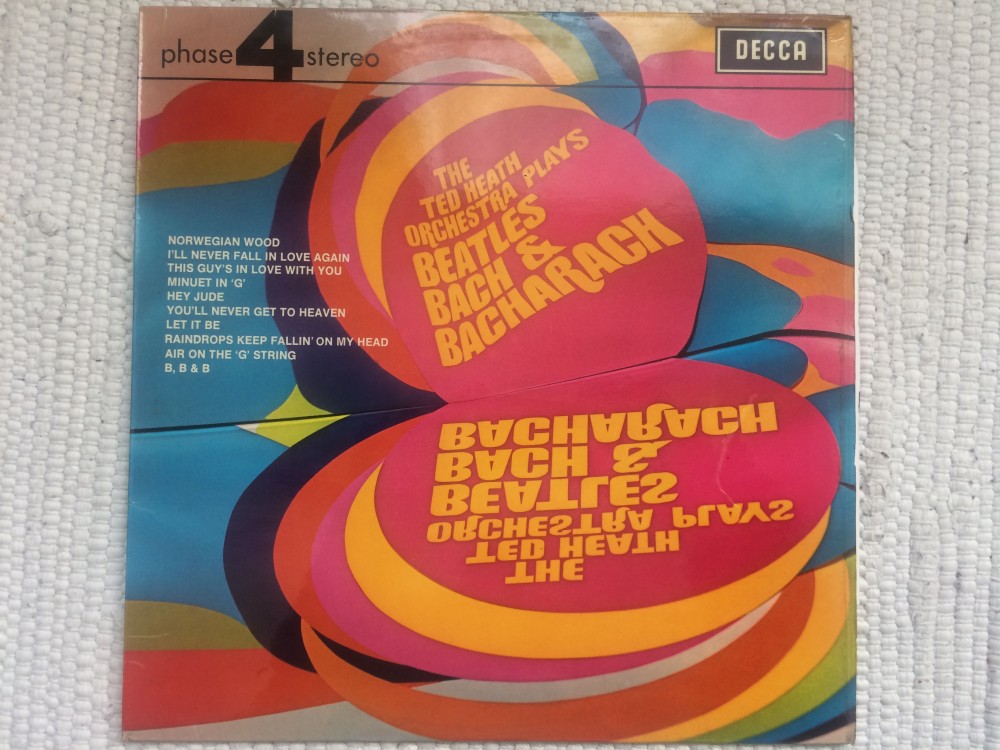 phase 4 stereo
DECCA
THE
TED HEATH
ORCHESTRA PLAYS
BEATLES
BACH &
BACHARACH
NORWEGIAN WOOD
I'LL NEVER FALL IN LOVE AGAIN
THIS GUY'S IN LOVE WITH YOU
MINUET IN 'G'
HEY JUDE
YOU'LL NEVER GET TO HEAVEN
LET IT BE
RAINDROPS KEEP FALLIN' ON MY HEAD
AIR ON THE 'G' STRING
B, B & B
BACHARACH
BACH &
BEATLES
ORCHESTRA PLAYS
TED HEATH
THE